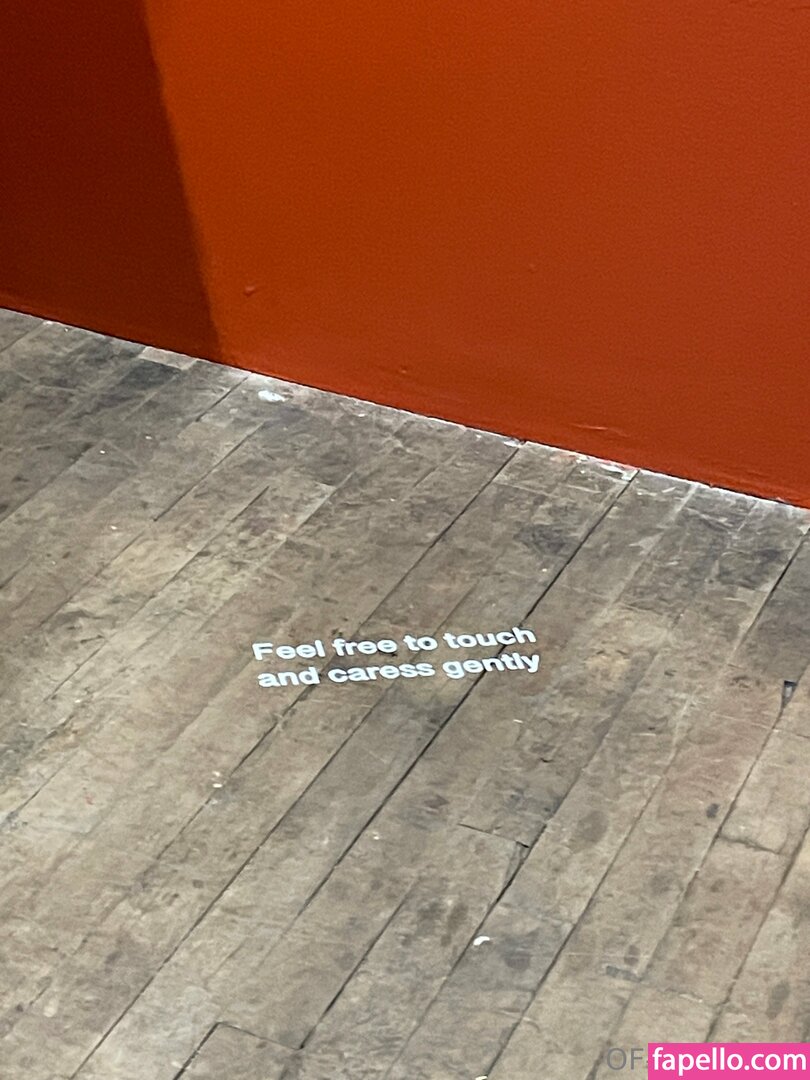 Feel free to touch
and caress gently
OF
fapello.com